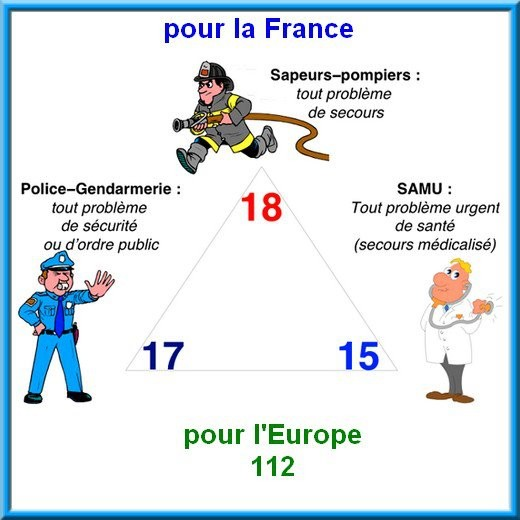 pour la France
Sapeurs–pompiers :
tout problème
de secours
Police–Gendarmerie :
tout problème
de sécurité
ou d'ordre public
SAMU :
Tout problème urgent
de santé
(secours médicalisé)
18
17
15
pour l'Europe
112